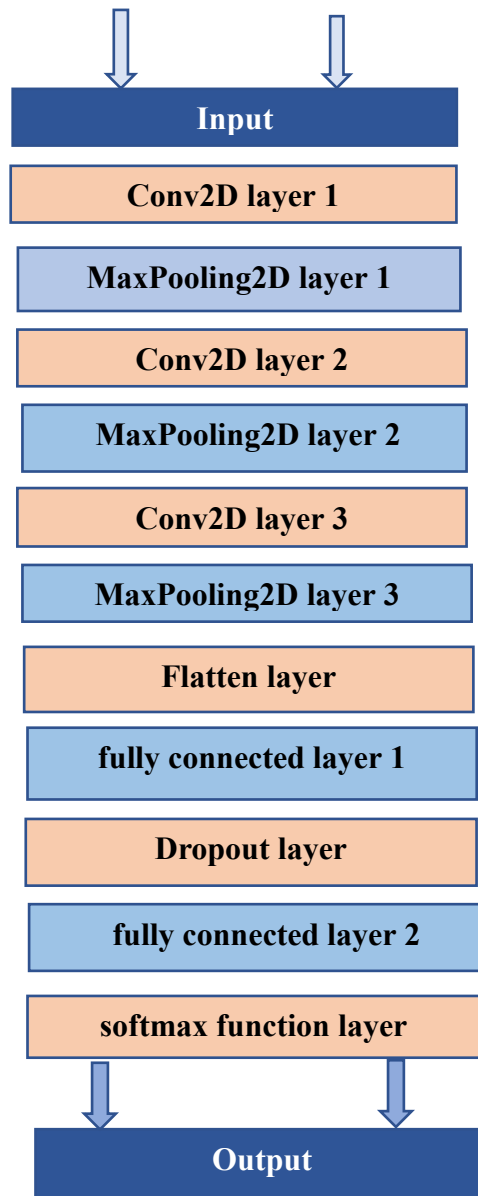 Input
Conv2D layer 1
MaxPooling2D layer 1
Conv2D layer 2
MaxPooling2D layer 2
Conv2D layer 3
MaxPooling2D layer 3
Flatten layer
fully connected layer 1
Dropout layer
fully connected layer 2
softmax function layer
Output